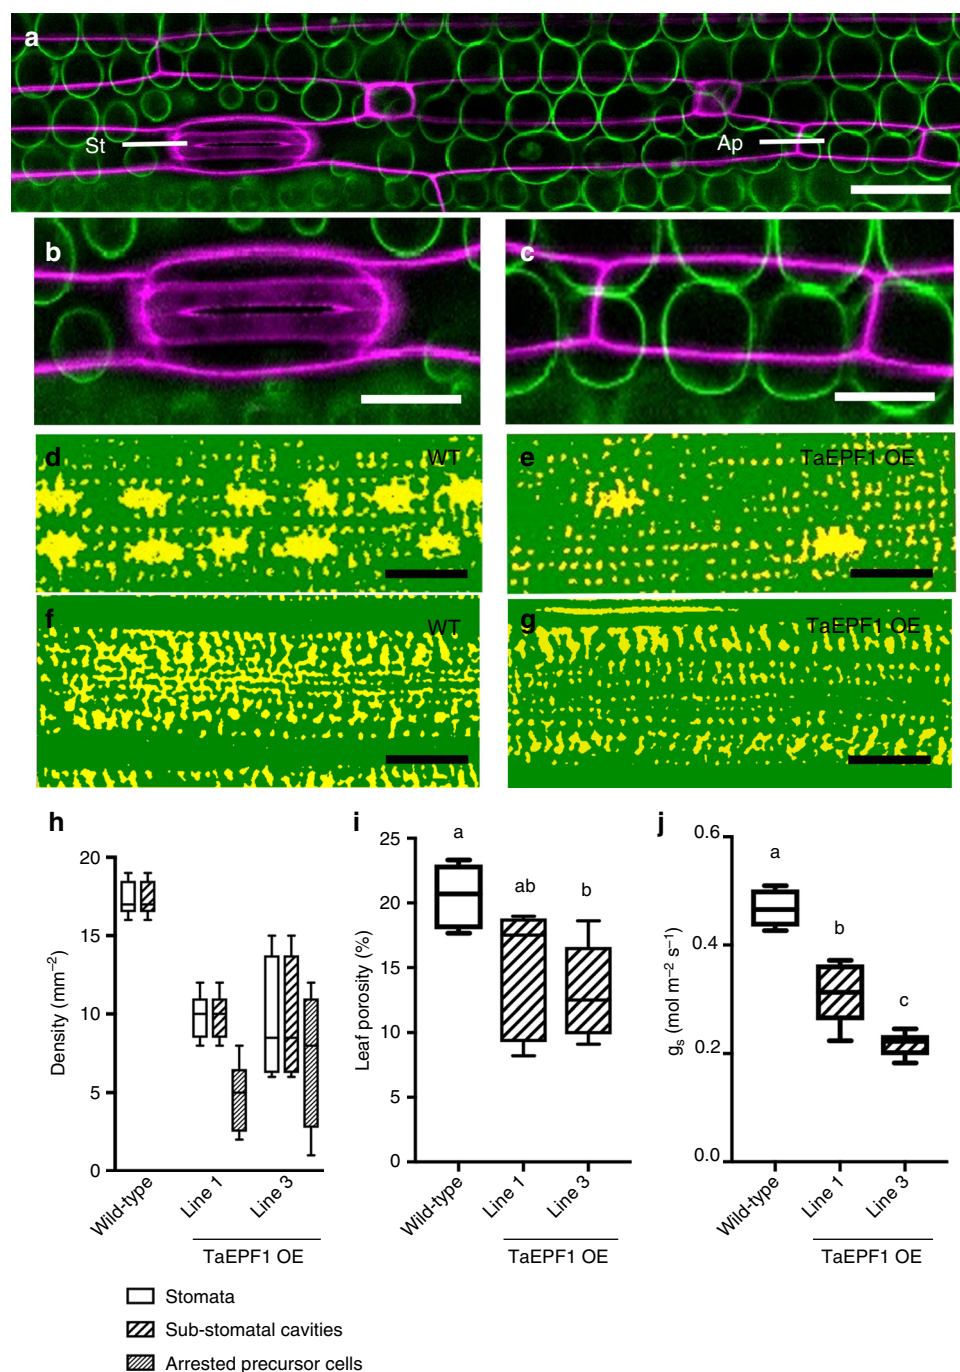 a
St
Ap
b
c
d
WT
e
TaEPF1 OE
f
WT
g
TaEPF1 OE
h
Density (mm⁻²)
20
15
10
5
0
Wild-type
Line 1
Line 3
TaEPF1 OE
i
Leaf porosity (%)
25
20
15
10
5
0
a
ab
b
Wild-type
Line 1
Line 3
TaEPF1 OE
j
gₛ (mol m⁻² s⁻¹)
0.6
0.4
0.2
0.0
a
b
c
Wild-type
Line 1
Line 3
TaEPF1 OE
Stomata
Sub-stomatal cavities
Arrested precursor cells